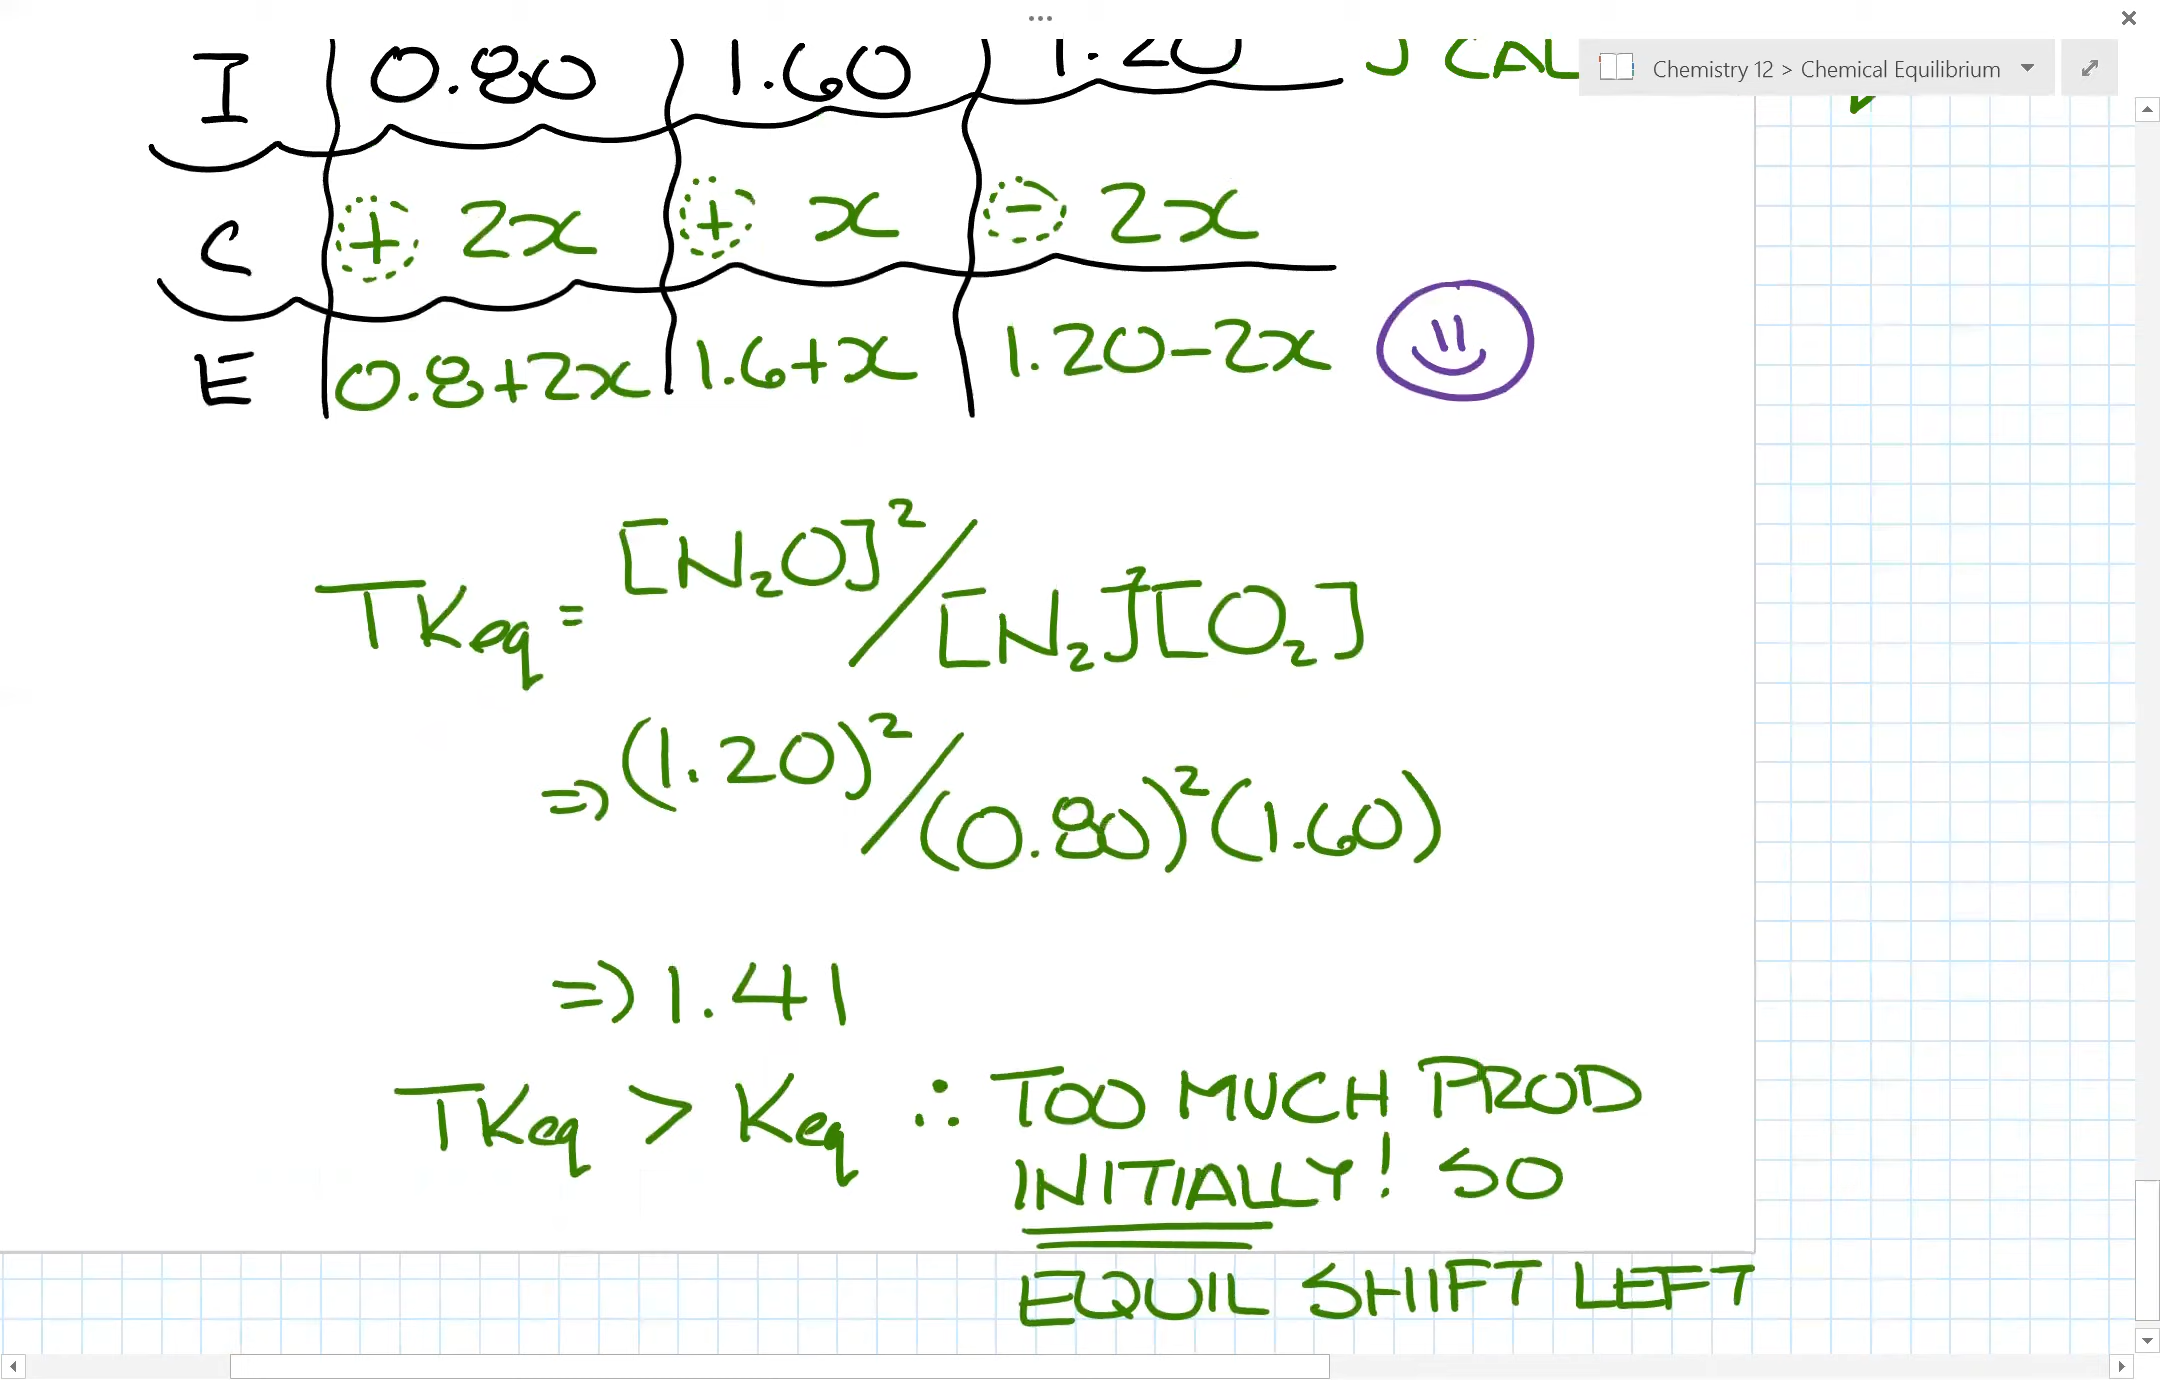 I 0.80 1.60 1.20 J CAL
Chemistry 12 > Chemical Equilibrium
C + 2x + x - 2x
E 0.8+2x 1.6+x 1.20-2x
TKeq = [N₂O]²/[N₂]²[O₂]
⇒ (1.20)²/(0.80)²(1.60)
⇒ 1.41
TKeq > Keq ∴ TOO MUCH PROD
INITIALLY! SO
EQUIL SHIFT LEFT